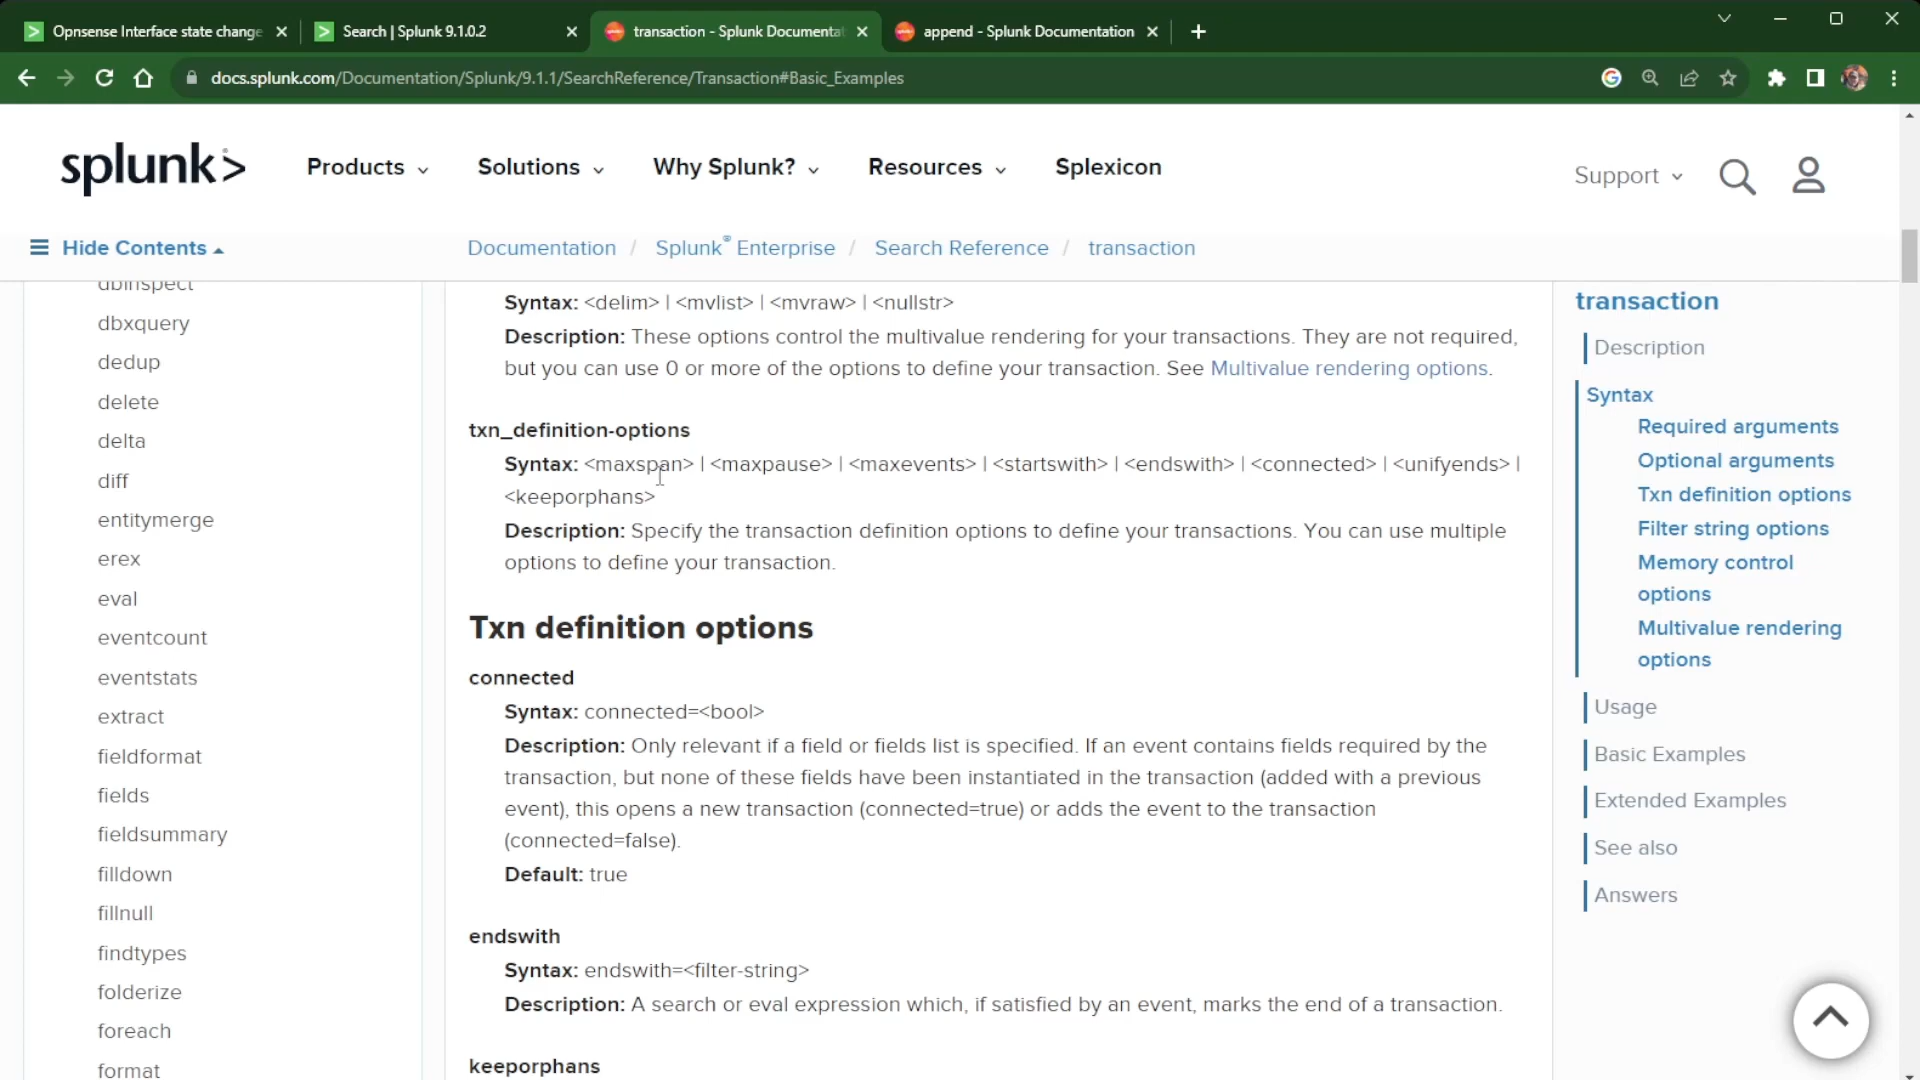 Opnsense Interface state change
Search | Splunk 9.1.0.2
transaction - Splunk Documentat
append - Splunk Documentation
docs.splunk.com/Documentation/Splunk/9.1.1/SearchReference/Transaction#Basic_Examples
splunk>
Products
Solutions
Why Splunk?
Resources
Splexicon
Support
Hide Contents
Documentation / Splunk® Enterprise / Search Reference / transaction
dbinspect
dbxquery
dedup
delete
delta
diff
entitymerge
erex
eval
eventcount
eventstats
extract
fieldformat
fields
fieldsummary
filldown
fillnull
findtypes
folderize
foreach
format
Syntax: <delim> | <mvlist> | <mvraw> | <nullstr>
Description: These options control the multivalue rendering for your transactions. They are not required,
but you can use 0 or more of the options to define your transaction. See Multivalue rendering options.
txn_definition-options
Syntax: <maxspan> | <maxpause> | <maxevents> | <startswith> | <endswith> | <connected> | <unifyends> |
<keeporphans>
Description: Specify the transaction definition options to define your transactions. You can use multiple
options to define your transaction.
Txn definition options
connected
Syntax: connected=<bool>
Description: Only relevant if a field or fields list is specified. If an event contains fields required by the
transaction, but none of these fields have been instantiated in the transaction (added with a previous
event), this opens a new transaction (connected=true) or adds the event to the transaction
(connected=false).
Default: true
endswith
Syntax: endswith=<filter-string>
Description: A search or eval expression which, if satisfied by an event, marks the end of a transaction.
keeporphans
transaction
Description
Syntax
Required arguments
Optional arguments
Txn definition options
Filter string options
Memory control
options
Multivalue rendering
options
Usage
Basic Examples
Extended Examples
See also
Answers